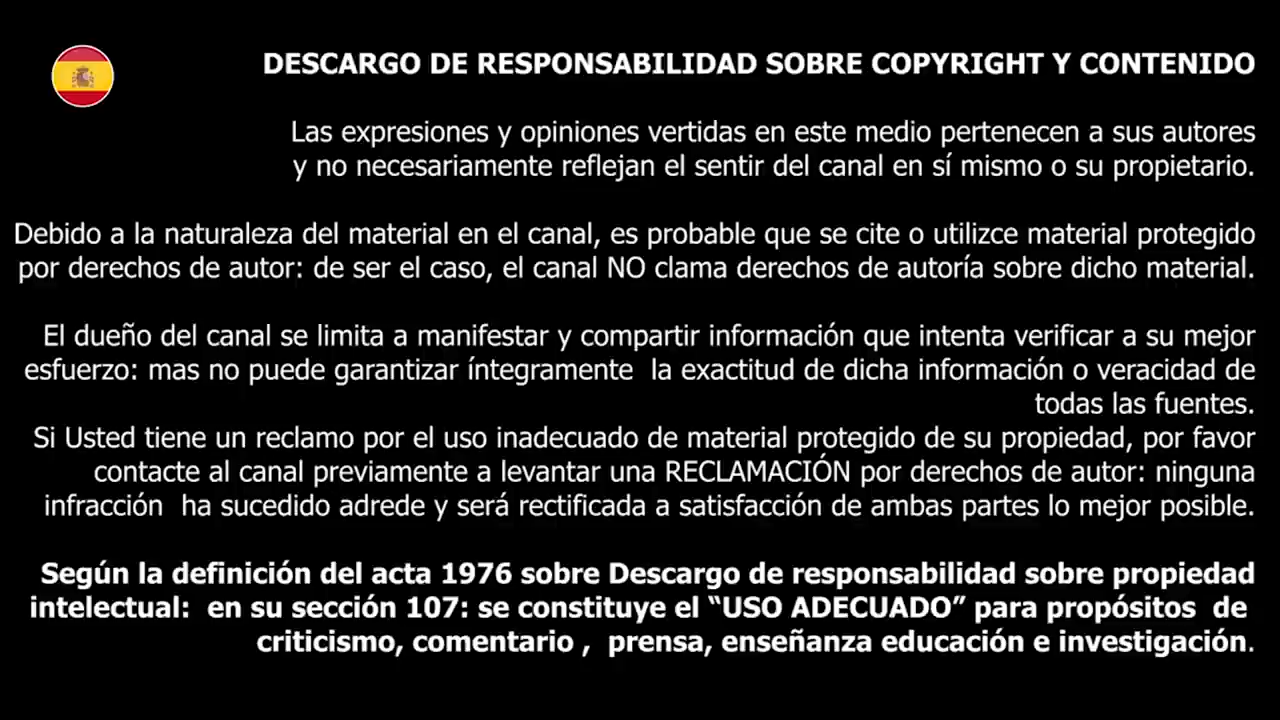 DESCARGO DE RESPONSABILIDAD SOBRE COPYRIGHT Y CONTENIDO
Las expresiones y opiniones vertidas en este medio pertenecen a sus autores
y no necesariamente reflejan el sentir del canal en sí mismo o su propietario.
Debido a la naturaleza del material en el canal, es probable que se cite o utilizce material protegido
por derechos de autor: de ser el caso, el canal NO clama derechos de autoría sobre dicho material.
El dueño del canal se limita a manifestar y compartir información que intenta verificar a su mejor
esfuerzo: mas no puede garantizar íntegramente  la exactitud de dicha información o veracidad de
todas las fuentes.
Si Usted tiene un reclamo por el uso inadecuado de material protegido de su propiedad, por favor
contacte al canal previamente a levantar una RECLAMACIÓN por derechos de autor: ninguna
infracción  ha sucedido adrede y será rectificada a satisfacción de ambas partes lo mejor posible.
Según la definición del acta 1976 sobre Descargo de responsabilidad sobre propiedad
intelectual:  en su sección 107: se constituye el “USO ADECUADO” para propósitos  de
criticismo, comentario ,  prensa, enseñanza educación e investigación.